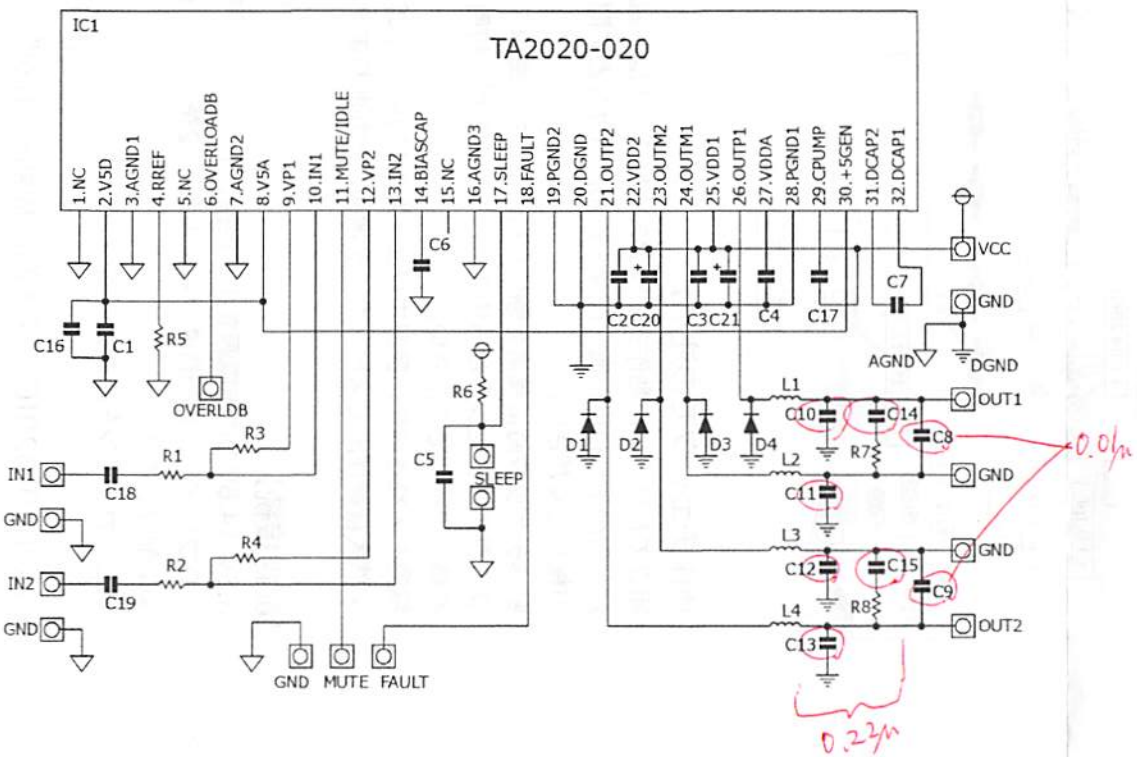 IC1
TA2020-020
1.NC
2.V5D
3.AGND1
4.RREF
5.NC
6.OVERLOADB
7.AGND2
8.V5A
9.VP1
10.IN1
11.MUTE/IDLE
12.VP2
13.IN2
14.BIASCAP
15.NC
16.AGND3
17.SLEEP
18.FAULT
19.PGND2
20.DGND
21.OUTP2
22.VDD2
23.OUTM2
24.OUTM1
25.VDD1
26.OUTP1
27.VDDA
28.PGND1
29.CPUMP
30.+5GEN
31.DCAP2
32.DCAP1
C6
VCC
C7
GND
+
+
C2 C20 C3 C21 C4 C17
C16 C1
R5
AGND
DGND
OVERLDB
R6
L1
OUT1
C10 C14
C8
D1 D2 D3 D4
R7
R3
IN1
R1
C18
C5
SLEEP
L2
GND
C11
GND
R4
L3
GND
C12 C15
IN2
R2
C19
C9
R8
L4
OUT2
GND
C13
GND MUTE FAULT
0.01μ
0.22μ